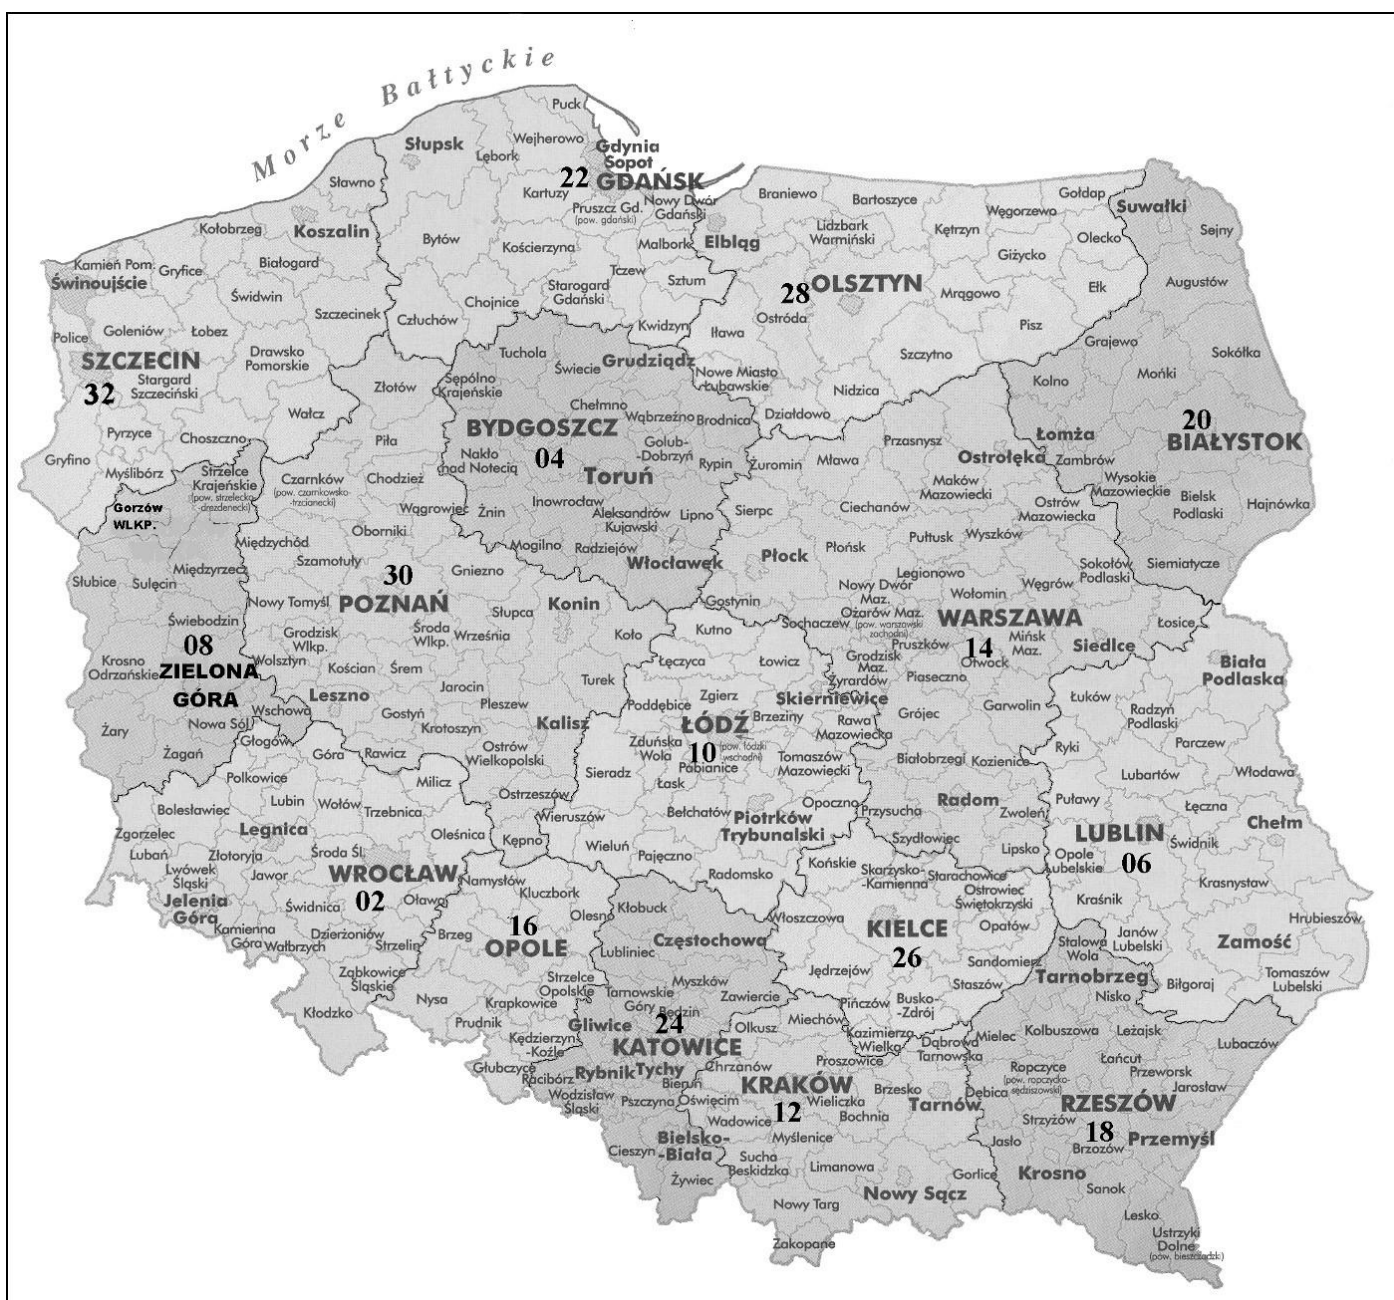 Morze Bałtyckie
Puck
Słupsk
Wejherowo
Lębork
Gdynia
Sopot
22 GDAŃSK
Kartuzy
Pruszcz Gd.
(pow. gdański)
Nowy Dwór
Gdański
Bytów
Kościerzyna
Malbork
Tczew
Sztum
Starogard
Gdański
Chojnice
Człuchów
Kwidzyn
Sławno
Kołobrzeg
Koszalin
Kamień Pom.
Gryfice
Białogard
Świnoujście
Świdwin
Szczecinek
Police
Goleniów
Łobez
SZCZECIN
32
Stargard
Szczeciński
Drawsko
Pomorskie
Wałcz
Pyrzyce
Choszczno
Gryfino
Myślibórz
Braniewo
Bartoszyce
Gołdap
Węgorzewo
Lidzbark
Warmiński
Kętrzyn
Olecko
Elbląg
Giżycko
28 OLSZTYN
Mrągowo
Ełk
Ostróda
Iława
Pisz
Szczytno
Nowe Miasto
-Łubawskie
Nidzica
Działdowo
Suwałki
Sejny
Augustów
Grajewo
Sokółka
Kolno
Mońki
20
BIAŁYSTOK
Łomża
Zambrów
Wysokie
Mazowieckie
Bielsk
Podlaski
Hajnówka
Siemiatycze
Tuchola
Świecie
Grudziądz
Sępólno
Krajeńskie
Chełmno
Wąbrzeźno
Brodnica
BYDGOSZCZ
04
Nakło
nad Notecią
Golub-
-Dobrzyń
Rypin
Toruń
Inowrocław
Żnin
Aleksandrów
Kujawski
Lipno
Mogilno
Radziejów
Włocławek
Złotów
Piła
Czarnków
(pow. czarnkowsko
-trzcianecki)
Chodzież
Wągrowiec
Oborniki
Międzychód
Szamotuły
30
POZNAŃ
Gniezno
Nowy Tomyśl
Słupca
Konin
Grodzisk
Wlkp.
Środa
Wlkp.
Września
Koło
Wolsztyn
Kościan
Śrem
Turek
Leszno
Jarocin
Pleszew
Gostyń
Krotoszyn
Kalisz
Rawicz
Ostrów
Wielkopolski
Ostrzeszów
Kępno
Strzelce
Krajeńskie
(pow. strzelecko
-drezdenecki)
Gorzów
WLKP.
Słubice
Sulęcin
Międzyrzecz
Świebodzin
08
ZIELONA
GÓRA
Krosno
Odrzańskie
Wschowa
Nowa Sól
Żary
Żagań
Przasnysz
Ostrołęka
Żuromin
Mława
Maków
Mazowiecki
Sierpc
Ciechanów
Ostrów
Mazowiecka
Pułtusk
Wyszków
Płock
Płońsk
Legionowo
Sokołów
Podlaski
Nowy Dwór
Maz.
Wołomin
Węgrów
Gostynin
Ożarów Maz.
(pow. warszawski
zachodni)
WARSZAWA
14
Sochaczew
Pruszków
Mińsk
Maz.
Siedlce
Łosice
Grodzisk
Maz.
Otwock
Żyrardów
Piaseczno
Grójec
Garwolin
Białobrzegi
Kozienice
Radom
Przysucha
Zwoleń
Szydłowiec
Lipsko
Kutno
Łęczyca
Łowicz
Zgierz
Poddębice
Skierniewice
ŁÓDŹ
10
(pow. łódzki
wschodni)
Brzeziny
Rawa
Mazowiecka
Zduńska
Wola
Pabianice
Sieradz
Łask
Tomaszów
Mazowiecki
Bełchatów
Opoczno
Piotrków
Trybunalski
Wieruszów
Wieluń
Pajęczno
Radomsko
Biała
Podlaska
Łuków
Radzyń
Podlaski
Ryki
Parczew
Lubartów
Włodawa
Puławy
Łęczna
Chełm
LUBLIN
06
Świdnik
Opole
Lubelskie
Krasnystaw
Kraśnik
Hrubieszów
Janów
Lubelski
Zamość
Biłgoraj
Tomaszów
Lubelski
Głogów
Góra
Polkowice
Milicz
Lubin
Wołów
Trzebnica
Bolesławiec
Legnica
Oleśnica
Zgorzelec
Lubań
Złotoryja
Środa Śl.
WROCŁAW
02
Lwówek
Śląski
Jawor
Oława
Jelenia
Góra
Świdnica
Kamienna
Góra
Wałbrzych
Dzierżoniów
Strzelin
Ząbkowice
Śląskie
Kłodzko
Namysłów
Kluczbork
Olesno
16
OPOLE
Brzeg
Strzelce
Opolskie
Nysa
Krapkowice
Prudnik
Kędzierzyn
-Koźle
Głubczyce
Kłobuck
Częstochowa
Lubliniec
Myszków
Tarnowskie
Góry
Zawiercie
Będzin
Gliwice
24
KATOWICE
Rybnik
Tychy
Racibórz
Bieruń
Wodzisław
Śląski
Pszczyna
Bielsko-
-Biała
Cieszyn
Żywiec
Końskie
Skarżysko-
-Kamienna
Starachowice
Ostrowiec
Świętokrzyski
Włoszczowa
KIELCE
26
Opatów
Jędrzejów
Sandomierz
Staszów
Pińczów
Busko-
-Zdrój
Kazimierza
Wielka
Olkusz
Miechów
Dąbrowa
Tarnowska
Proszowice
Chrzanów
KRAKÓW
12
Brzesko
Oświęcim
Wieliczka
Tarnów
Wadowice
Bochnia
Myślenice
Sucha
Beskidzka
Limanowa
Gorlice
Nowy Sącz
Nowy Targ
Zakopane
Stalowa
Wola
Tarnobrzeg
Nisko
Mielec
Kolbuszowa
Leżajsk
Lubaczów
Łańcut
Ropczyce
(pow. ropczycko-
-sędziszowski)
Przeworsk
Dębica
Jarosław
RZESZÓW
18
Strzyżów
Przemyśl
Jasło
Brzozów
Krosno
Sanok
Lesko
Ustrzyki
Dolne
(pow. bieszczadzki)